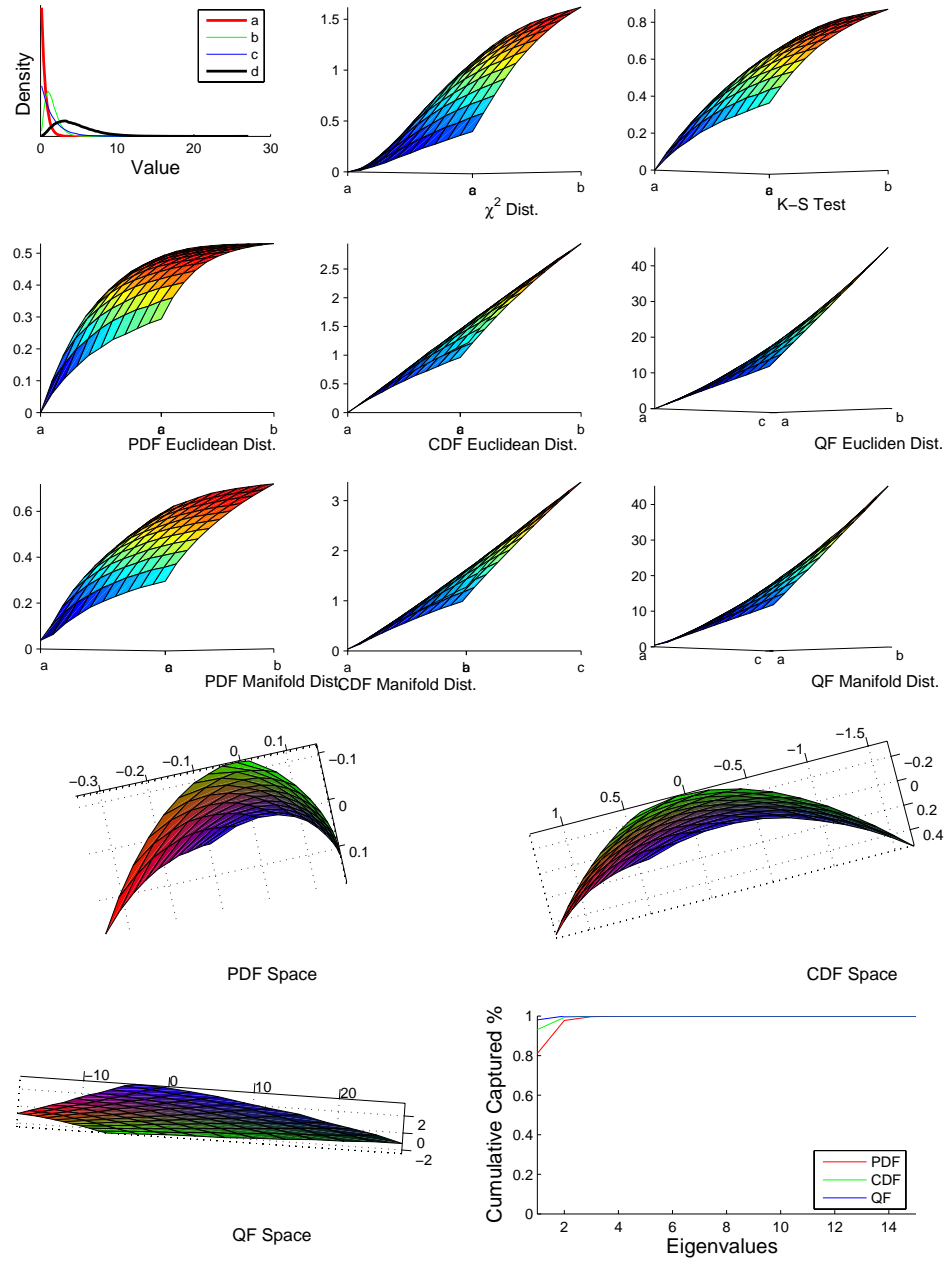 a
b
c
d
Density
0 10 20 30
Value
1.5
1
0.5
0
a
b
χ2 Dist.
0.8
0.6
0.4
0.2
0
a
b
K−S Test
0.5
0.4
0.3
0.2
0.1
0
a
b
PDF Euclidean Dist.
2.5
2
1.5
1
0.5
0
a
b
CDF Euclidean Dist.
40
30
20
10
0
a c a b
QF Eucliden Dist.
0.6
0.4
0.2
0
a
b
PDF Manifold Dist.
3
2
1
0
a
c
CDF Manifold Dist.
40
30
20
10
0
a c a b
QF Manifold Dist.
−0.3 −0.2 −0.1 0 0.1
−0.1
0
0.1
PDF Space
1 0.5 0 −0.5 −1 −1.5
−0.2
0
0.2
0.4
CDF Space
−10 0 10 20
2
0
−2
QF Space
Cumulative Captured %
1
0.8
0.6
0.4
0.2
0
PDF
CDF
QF
2 4 6 8 10 12 14
Eigenvalues